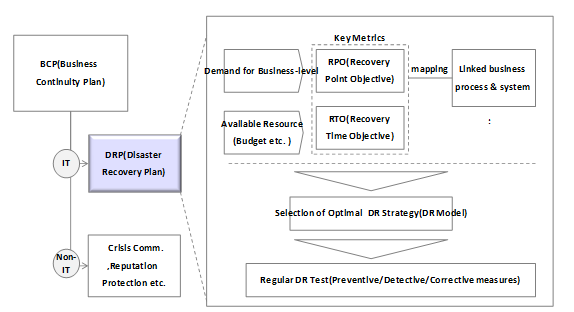 BCP(Business
Continuity Plan)
IT
DRP(Disaster
Recovery Plan)
Non-
IT
Crisis Comm.
,Reputation
Protection etc.
Key Metrics
Demand for Business-level
RPO(Recovery
Point Objective)
mapping
Linked business
process & system
:
Available Resource
(Budget etc. )
RTO(Recovery
Time Objective)
Selection of Optimal  DR Strategy(DR Model)
Regular DR Test(Preventive/Detective/Corrective measures)